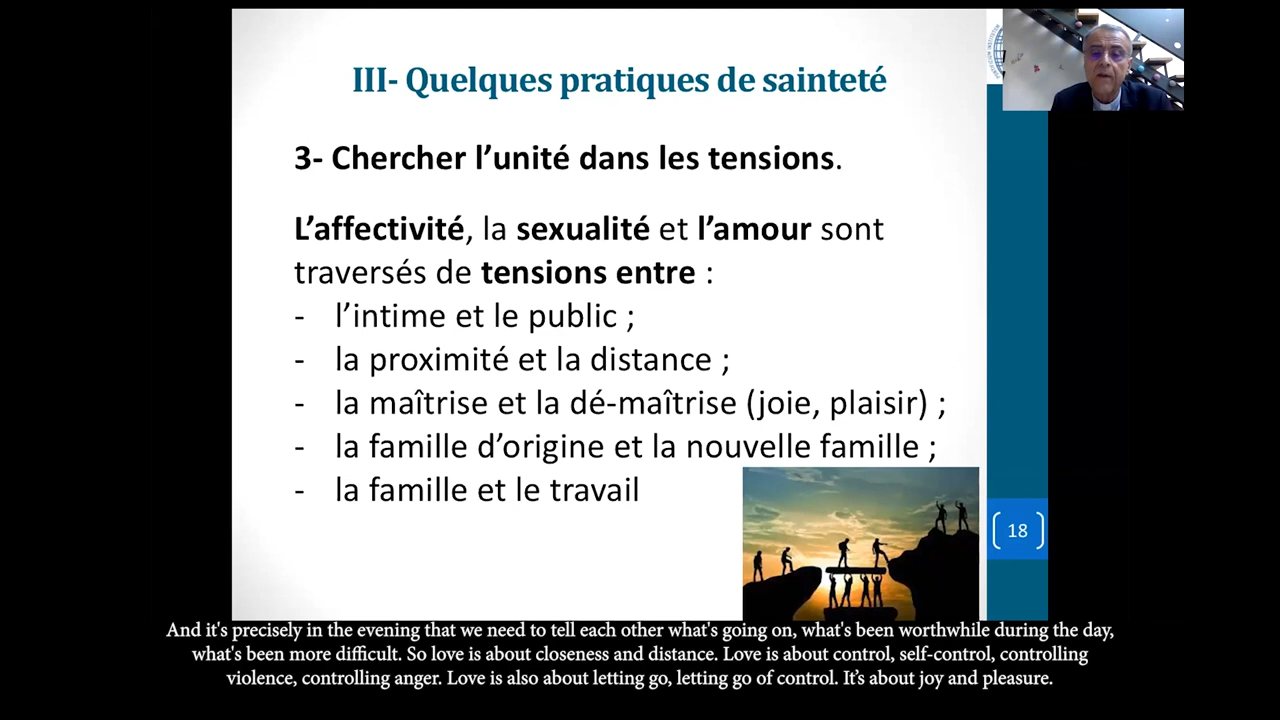 III- Quelques pratiques de sainteté
3- Chercher l’unité dans les tensions.
L’affectivité, la sexualité et l’amour sont
traversés de tensions entre :
- l’intime et le public ;
- la proximité et la distance ;
- la maîtrise et la dé-maîtrise (joie, plaisir) ;
- la famille d’origine et la nouvelle famille ;
- la famille et le travail
18
And it's precisely in the evening that we need to tell each other what's going on, what's been worthwhile during the day,
what's been more difficult. So love is about closeness and distance. Love is about control, self-control, controlling
violence, controlling anger. Love is also about letting go, letting go of control. It’s about joy and pleasure.